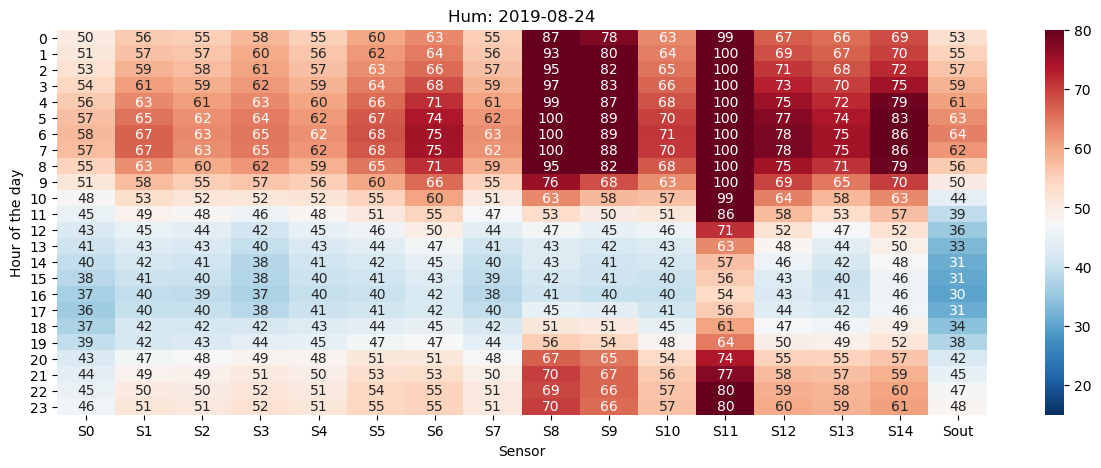 Hum: 2019-08-24
0 50 56 55 58 55 60 63 55 87 78 63 99 67 66 69 53
1 51 57 57 60 56 62 64 56 93 80 64 100 69 67 70 55
2 53 59 58 61 57 63 66 57 95 82 65 100 71 68 72 57
3 54 61 59 62 59 64 68 59 97 83 66 100 73 70 75 59
4 56 63 61 63 60 66 71 61 99 87 68 100 75 72 79 61
5 57 65 62 64 62 67 74 62 100 89 70 100 77 74 83 63
6 58 67 63 65 62 68 75 63 100 89 71 100 78 75 86 64
7 57 67 63 65 62 68 75 62 100 88 70 100 78 75 86 62
8 55 63 60 62 59 65 71 59 95 82 68 100 75 71 79 56
9 51 58 55 57 56 60 66 55 76 68 63 100 69 65 70 50
10 48 53 52 52 52 55 60 51 63 58 57 99 64 58 63 44
11 45 49 48 46 48 51 55 47 53 50 51 86 58 53 57 39
12 43 45 44 42 45 46 50 44 47 45 46 71 52 47 52 36
13 41 43 43 40 43 44 47 41 43 42 43 63 48 44 50 33
14 40 42 41 38 41 42 45 40 43 41 42 57 46 42 48 31
15 38 41 40 38 40 41 43 39 42 41 40 56 43 40 46 31
16 37 40 39 37 40 40 42 38 41 40 40 54 43 41 46 30
17 36 40 40 38 41 41 42 40 45 44 41 56 44 42 46 31
18 37 42 42 42 43 44 45 42 51 51 45 61 47 46 49 34
19 39 42 43 44 45 47 47 44 56 54 48 64 50 49 52 38
20 43 47 48 49 48 51 51 48 67 65 54 74 55 55 57 42
21 44 49 49 51 50 53 53 50 70 67 56 77 58 57 59 45
22 45 50 50 52 51 54 55 51 69 66 57 80 59 58 60 47
23 46 51 51 52 51 55 55 51 70 66 57 80 60 59 61 48
S0 S1 S2 S3 S4 S5 S6 S7 S8 S9 S10 S11 S12 S13 S14 Sout
Sensor
Hour of the day
80
70
60
50
40
30
20